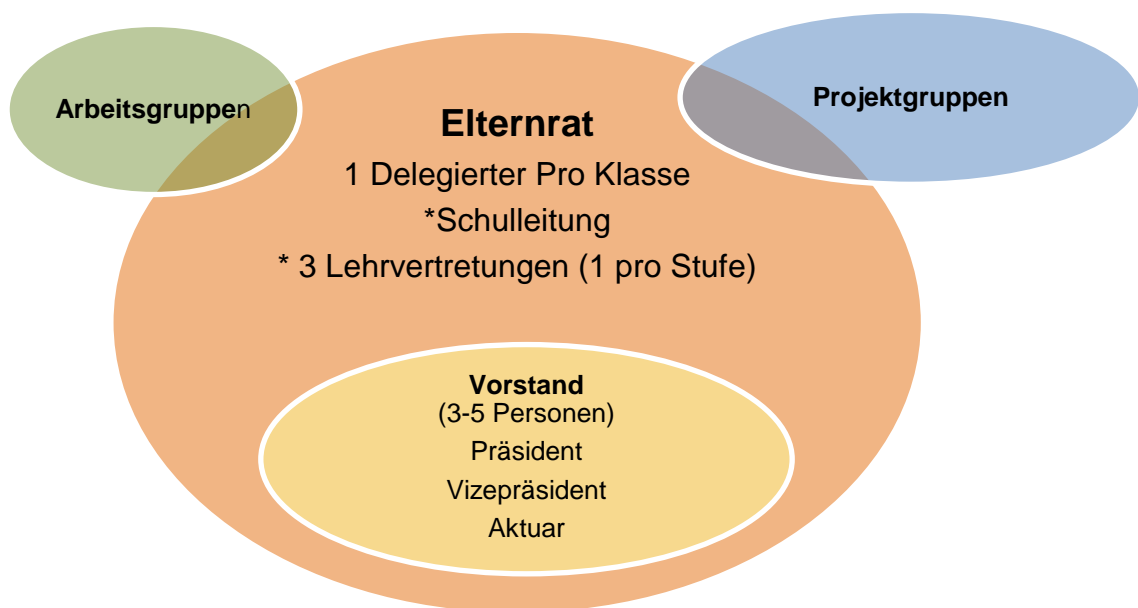 Arbeitsgruppen
Projektgruppen
Elternrat
1 Delegierter Pro Klasse
*Schulleitung
* 3 Lehrvertretungen (1 pro Stufe)
Vorstand
(3-5 Personen)
Präsident
Vizepräsident
Aktuar